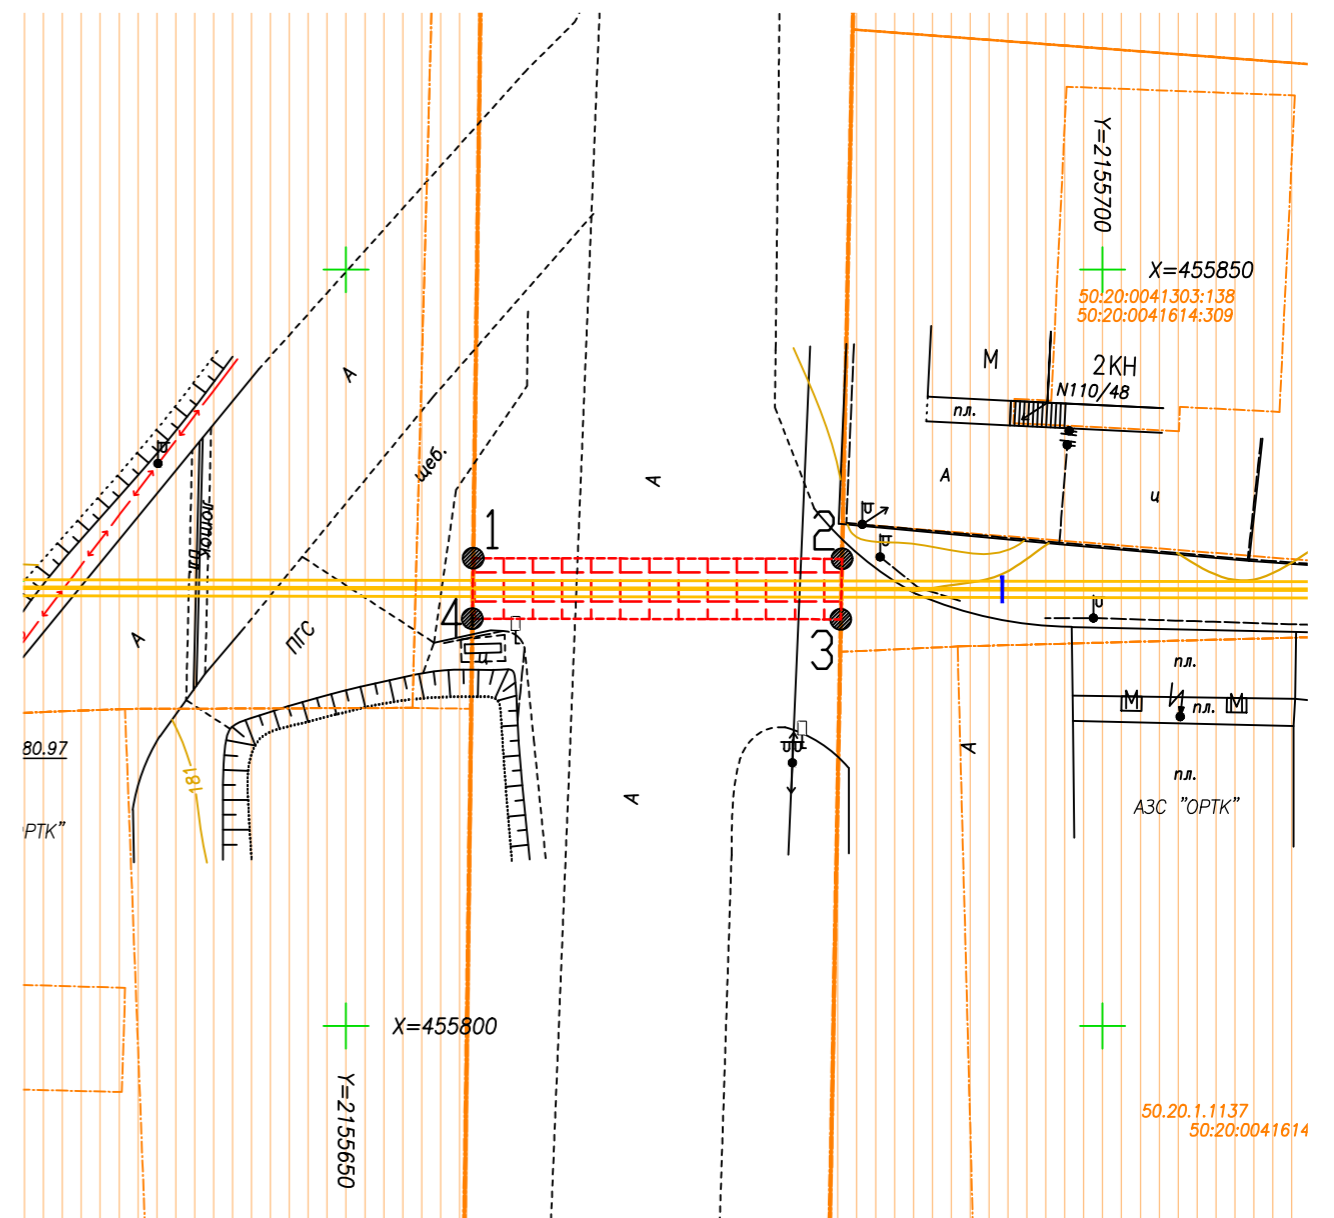 Y=2155700
X=455850
50:20:0041303:138
50:20:0041614:309
М
2КН
N110/48
пл.
А
А
щеб.
А
А
ц
лоток
1
2
4
3
ПГС
А
ц
пл.
М
пл.
М
А
80.97
181
А
пл.
АЗС "ОРТК"
РТК"
X=455800
Y=2155650
50.20.1.1137
50:20:0041614